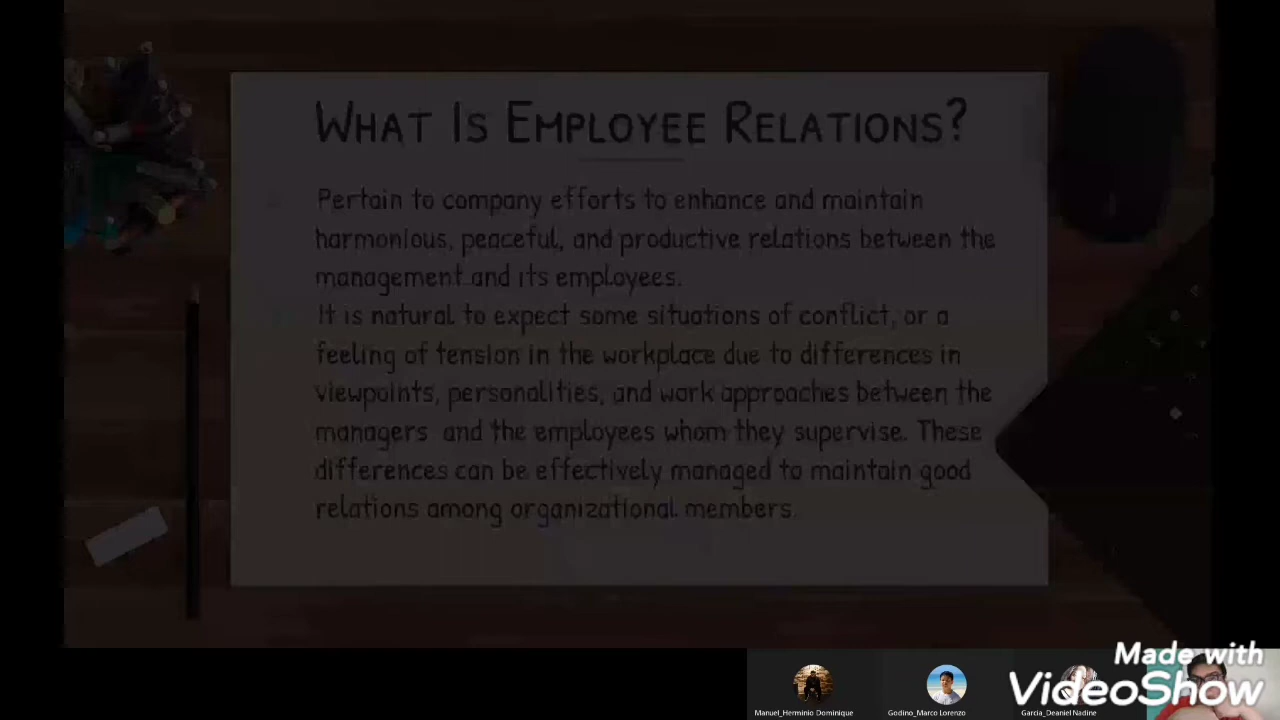 WHAT IS EMPLOYEE RELATIONS?
Pertain to company efforts to enhance and maintain
harmonious, peaceful, and productive relations between the
management and its employees.
It is natural to expect some situations of conflict, or a
feeling of tension in the workplace due to differences in
viewpoints, personalities, and work approaches between the
managers and the employees whom they supervise. These
differences can be effectively managed to maintain good
relations among organizational members.
Made with
VideoShow
Manuel_Herminio Dominique
Godino_Marco Lorenzo
Garcia_Deaniel Nadine